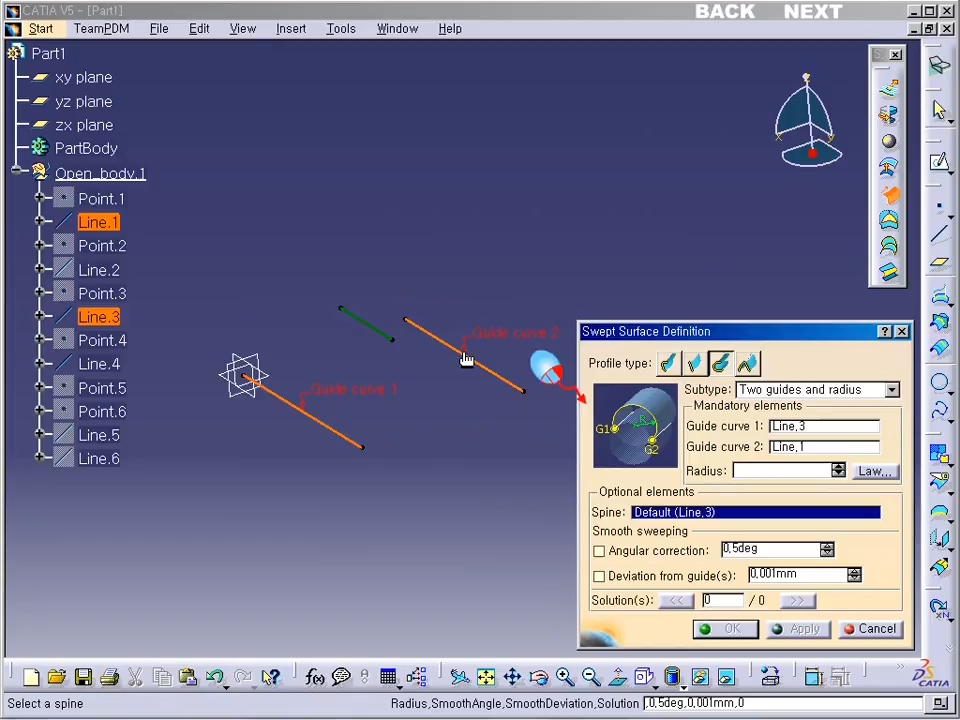 CATIA V5 - [Part1]
BACK NEXT
Start TeamPDM File Edit View Insert Tools Window Help
Part1
xy plane
yz plane
zx plane
PartBody
Open_body.1
Point.1
Line.1
Point.2
Line.2
Point.3
Line.3
Point.4
Line.4
Point.5
Point.6
Line.5
Line.6
Guide curve 2
Guide curve 1
Swept Surface Definition
Profile type:
Subtype: Two guides and radius
Mandatory elements
Guide curve 1: Line,3
Guide curve 2: Line,1
Radius: Law...
G1
R
G2
Optional elements
Spine: Default (Line,3)
Smooth sweeping
Angular correction: 0,5deg
Deviation from guide(s): 0,001mm
Solution(s): << 0 / 0 >>
OK Apply Cancel
Select a spine
Radius,SmoothAngle,SmoothDeviation,Solution ,0,5deg,0,001mm,0
CATIA